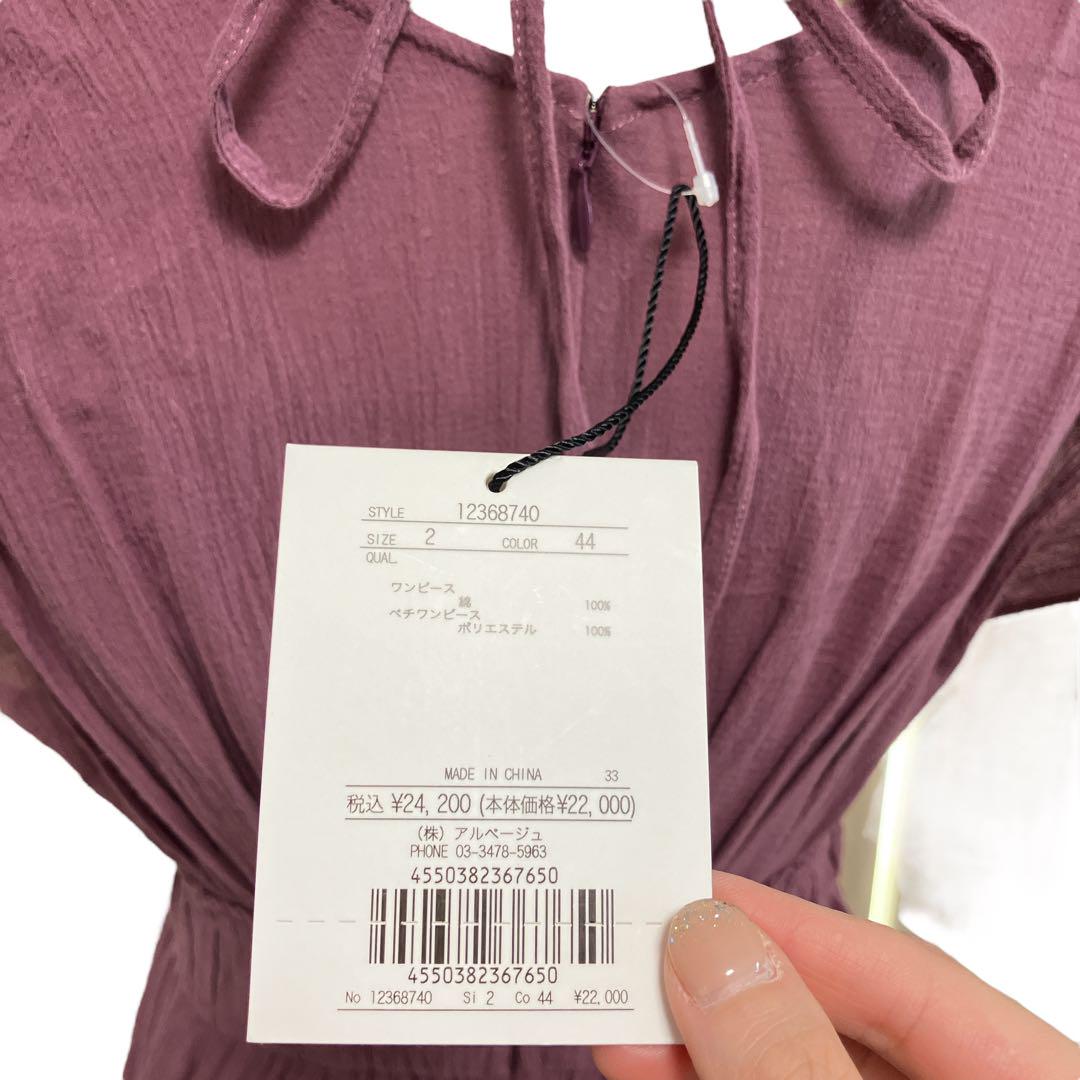 STYLE 12368740
SIZE 2 COLOR 44
QUAL.
ワンピース
綿 100%
ペチワンピース
ポリエステル 100%
MADE IN CHINA 33
税込 ¥24,200 (本体価格¥22,000)
(株) アルページュ
PHONE 03-3478-5963
4550382367650
4550382367650
No 12368740 Si 2 Co 44 ¥22,000